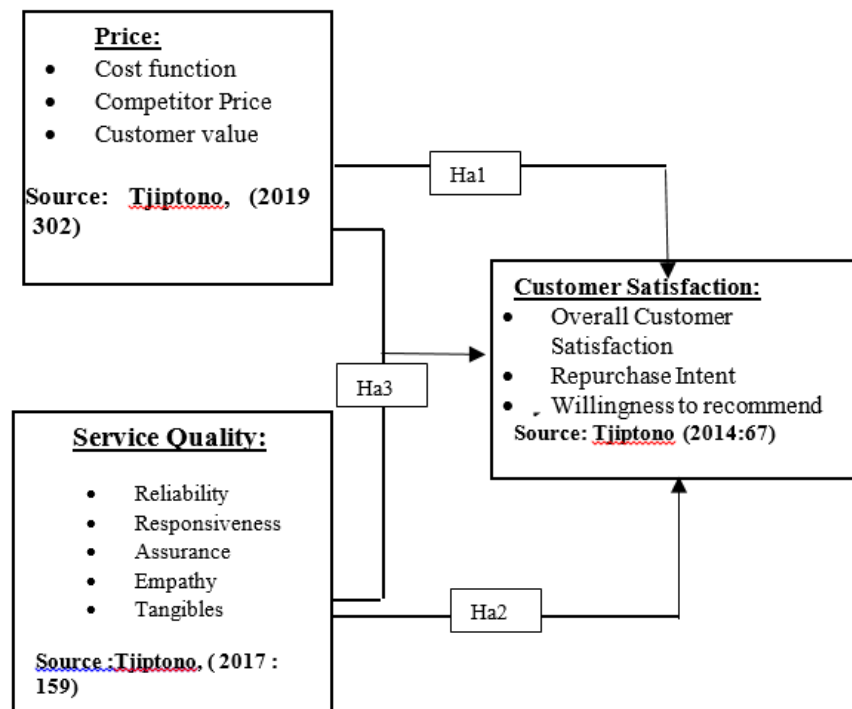 Price:
• Cost function
• Competitor Price
• Customer value
Source: Tjiptono, (2019
302)
Ha1
Customer Satisfaction:
• Overall Customer
Satisfaction
• Repurchase Intent
• Willingness to recommend
Source: Tjiptono (2014:67)
Ha3
Service Quality:
• Reliability
• Responsiveness
• Assurance
• Empathy
• Tangibles
Source :Tjiptono, ( 2017 :
159)
Ha2